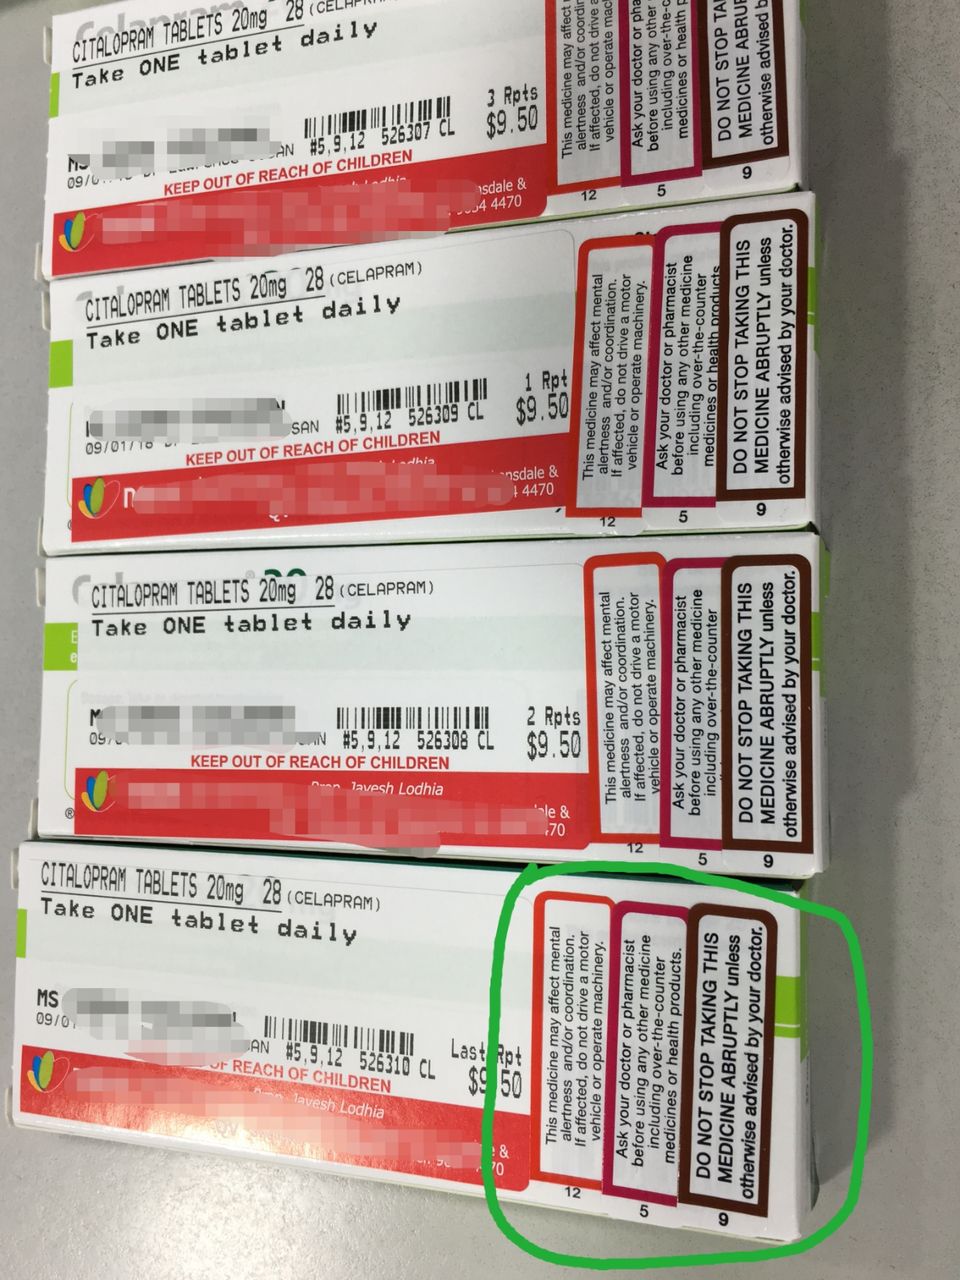 CITALOPRAM TABLETS 20mg 28 (CELAPRAM)
Take ONE tablet daily
3 Rpts
#5,9,12 526307 CL $9.50
KEEP OUT OF REACH OF CHILDREN
4470
This medicine may affect
alertness and/or
If affected, do not drive a
vehicle or operate
12
Ask your doctor or
before using any other
including
medicines or health
5
DO NOT STOP
MEDICINE
otherwise advised
9
CITALOPRAM TABLETS 20mg 28 (CELAPRAM)
Take ONE tablet daily
1 Rpt
09/01/18
#5,9,12 526309 CL $9.50
KEEP OUT OF REACH OF CHILDREN
4470
This medicine may affect mental
alertness and/or coordination.
If affected, do not drive a motor
vehicle or operate machinery.
12
Ask your doctor or pharmacist
before using any other medicine
including over-the-counter
medicines or health products
5
DO NOT STOP TAKING THIS
MEDICINE ABRUPTLY unless
otherwise advised by your doctor.
9
CITALOPRAM TABLETS 20mg 28 (CELAPRAM)
Take ONE tablet daily
2 Rpts
#5,9,12 526308 CL $9.50
KEEP OUT OF REACH OF CHILDREN
Prop. Javesh Lodhia
This medicine may affect mental
alertness and/or coordination.
If affected, do not drive a motor
vehicle or operate machinery.
12
Ask your doctor or pharmacist
before using any other medicine
including over-the-counter
5
DO NOT STOP TAKING THIS
MEDICINE ABRUPTLY unless
otherwise advised by your doctor.
9
CITALOPRAM TABLETS 20mg 28 (CELAPRAM)
Take ONE tablet daily
MS
Last Rpt
#5,9,12 526310 CL $9.50
OF REACH OF CHILDREN
Javesh Lodhia
This medicine may affect mental
alertness and/or coordination.
If affected, do not drive a motor
vehicle or operate machinery.
12
Ask your doctor or pharmacist
before using any other medicine
including over-the-counter
medicines or health products.
5
DO NOT STOP TAKING THIS
MEDICINE ABRUPTLY unless
otherwise advised by your doctor.
9